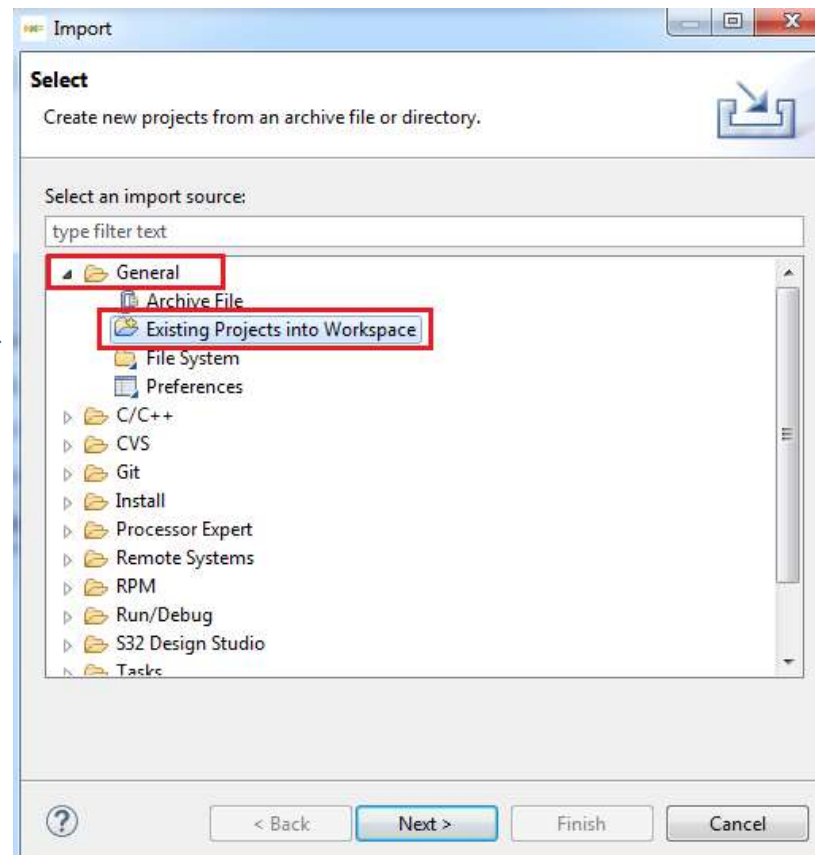 NXP Import
Select
Create new projects from an archive file or directory.
Select an import source:
type filter text
General
Archive File
Existing Projects into Workspace
File System
Preferences
C/C++
CVS
Git
Install
Processor Expert
Remote Systems
RPM
Run/Debug
S32 Design Studio
Tasks
?
< Back Next > Finish Cancel